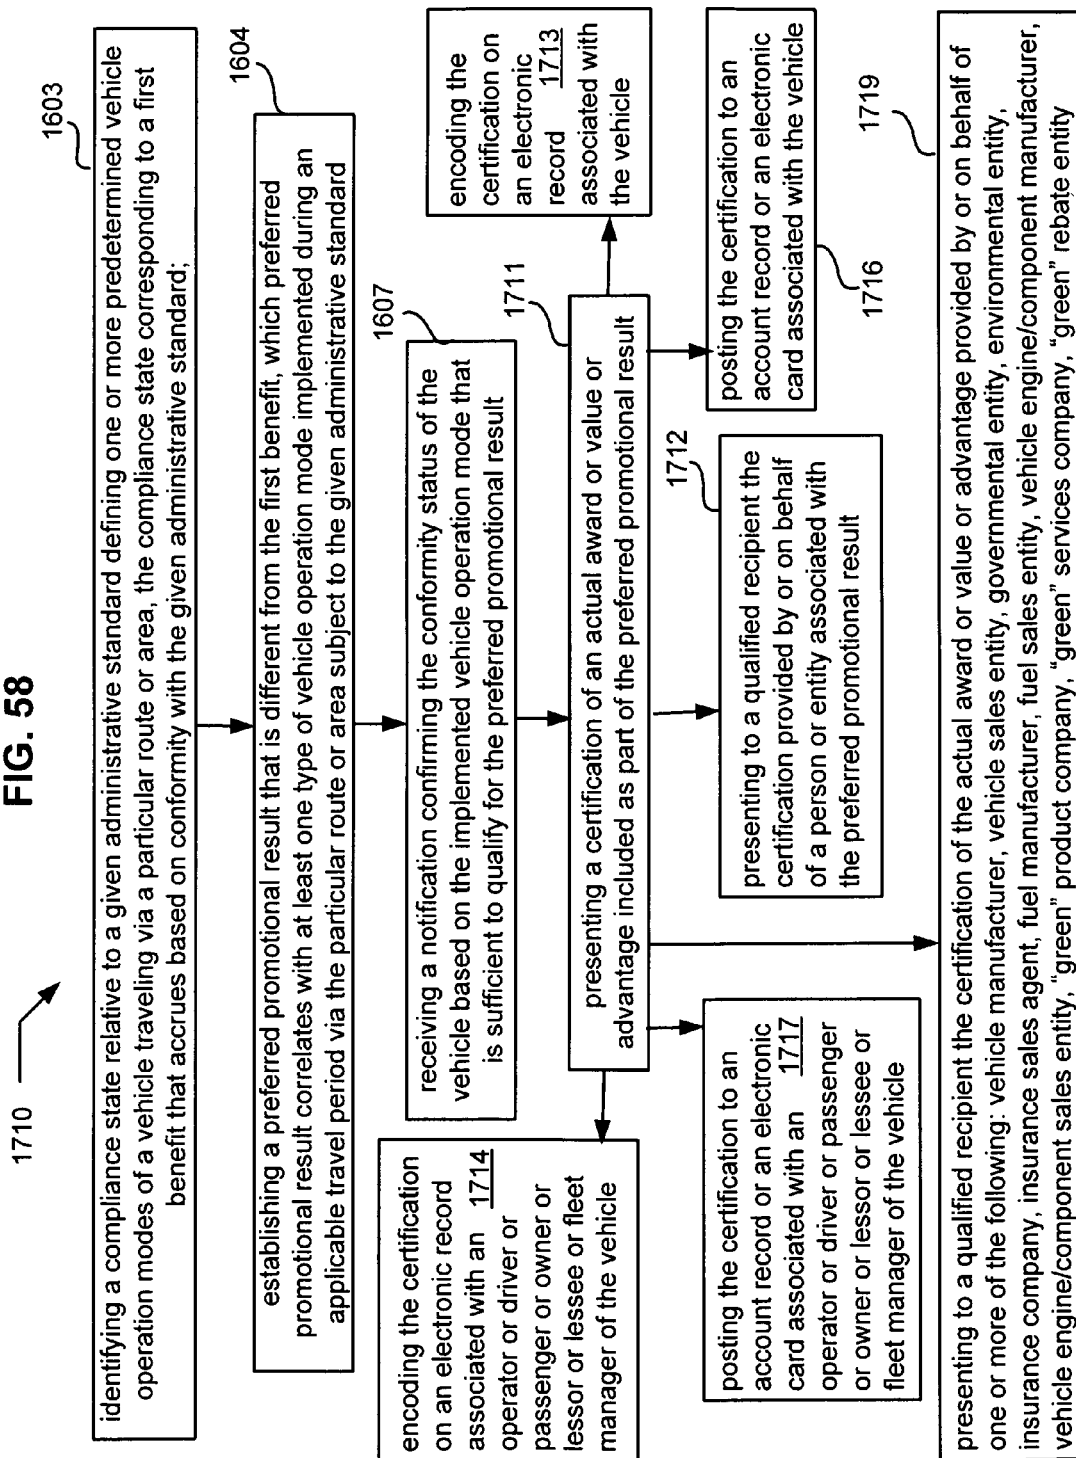 FIG. 58
1710
1603
identifying a compliance state relative to a given administrative standard defining one or more predetermined vehicle
operation modes of a vehicle traveling via a particular route or area, the compliance state corresponding to a first
benefit that accrues based on conformity with the given administrative standard;
1604
establishing a preferred promotional result that is different from the first benefit, which preferred
promotional result correlates with at least one type of vehicle operation mode implemented during an
applicable travel period via the particular route or area subject to the given administrative standard
1607
receiving a notification confirming the conformity status of the
vehicle based on the implemented vehicle operation mode that
is sufficient to qualify for the preferred promotional result
1711
presenting a certification of an actual award or value or
advantage included as part of the preferred promotional result
encoding the certification
on an electronic record
associated with an 1714
operator or driver or
passenger or owner or
lessor or lessee or fleet
manager of the vehicle
encoding the
certification on
an electronic
record 1713
associated with
the vehicle
posting the certification to an
account record or an electronic
card associated with an 1717
operator or driver or passenger
or owner or lessor or lessee or
fleet manager of the vehicle
1712
presenting to a qualified recipient the
certification provided by or on behalf
of a person or entity associated with
the preferred promotional result
posting the certification to an
account record or an electronic
card associated with the vehicle
1716
1719
presenting to a qualified recipient the certification of the actual award or value or advantage provided by or on behalf of
one or more of the following: vehicle manufacturer, vehicle sales entity, governmental entity, environmental entity,
insurance company, insurance sales agent, fuel manufacturer, fuel sales entity, vehicle engine/component manufacturer,
vehicle engine/component sales entity, “green” product company, “green” services company, “green” rebate entity